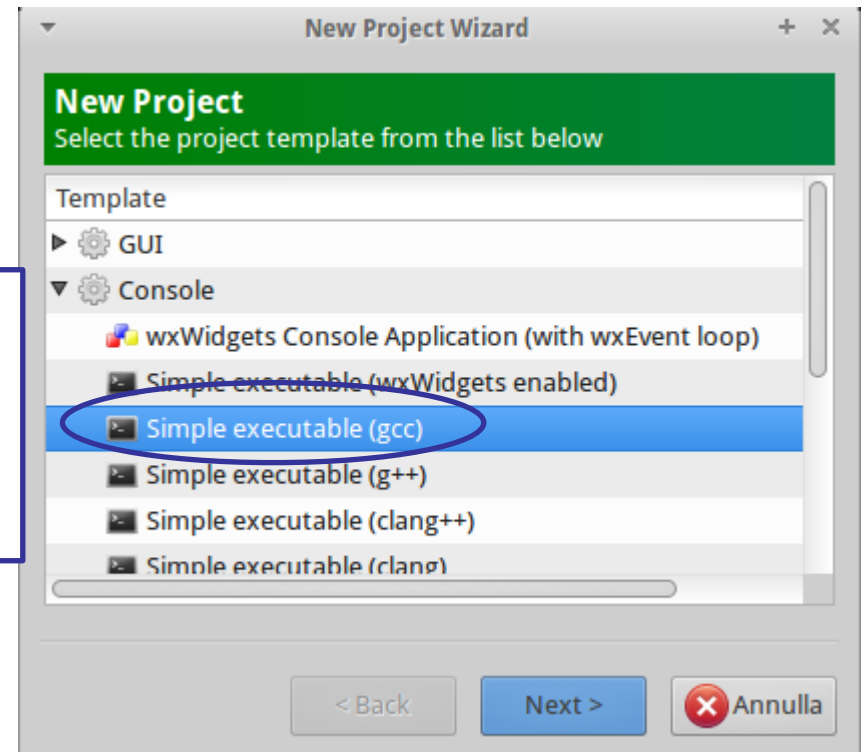 New Project Wizard
New Project
Select the project template from the list below
Template
GUI
Console
wxWidgets Console Application (with wxEvent loop)
Simple executable (wxWidgets enabled)
Simple executable (gcc)
Simple executable (g++)
Simple executable (clang++)
Simple executable (clang)
< Back
Next >
Annulla